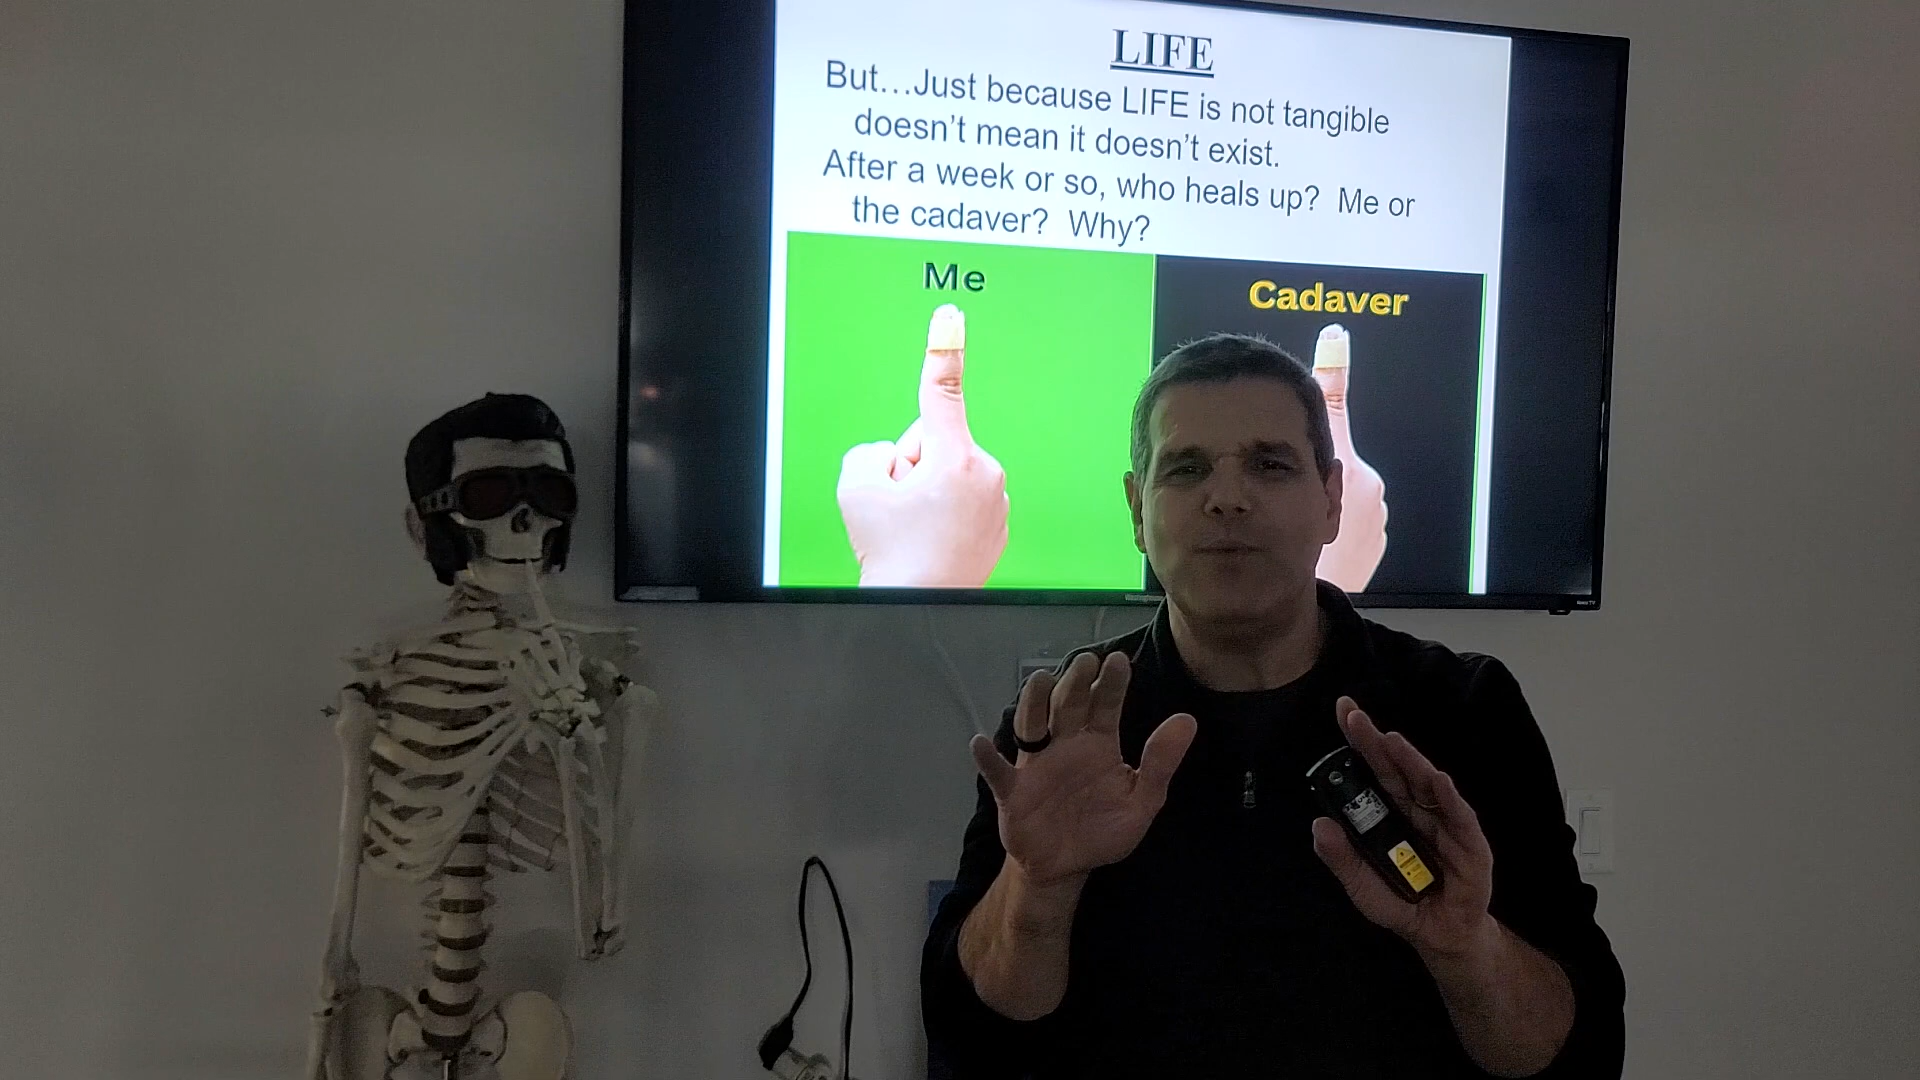 LIFE
But...Just because LIFE is not tangible
doesn't mean it doesn't exist.
After a week or so, who heals up?  Me or
the cadaver?  Why?
Me
Cadaver